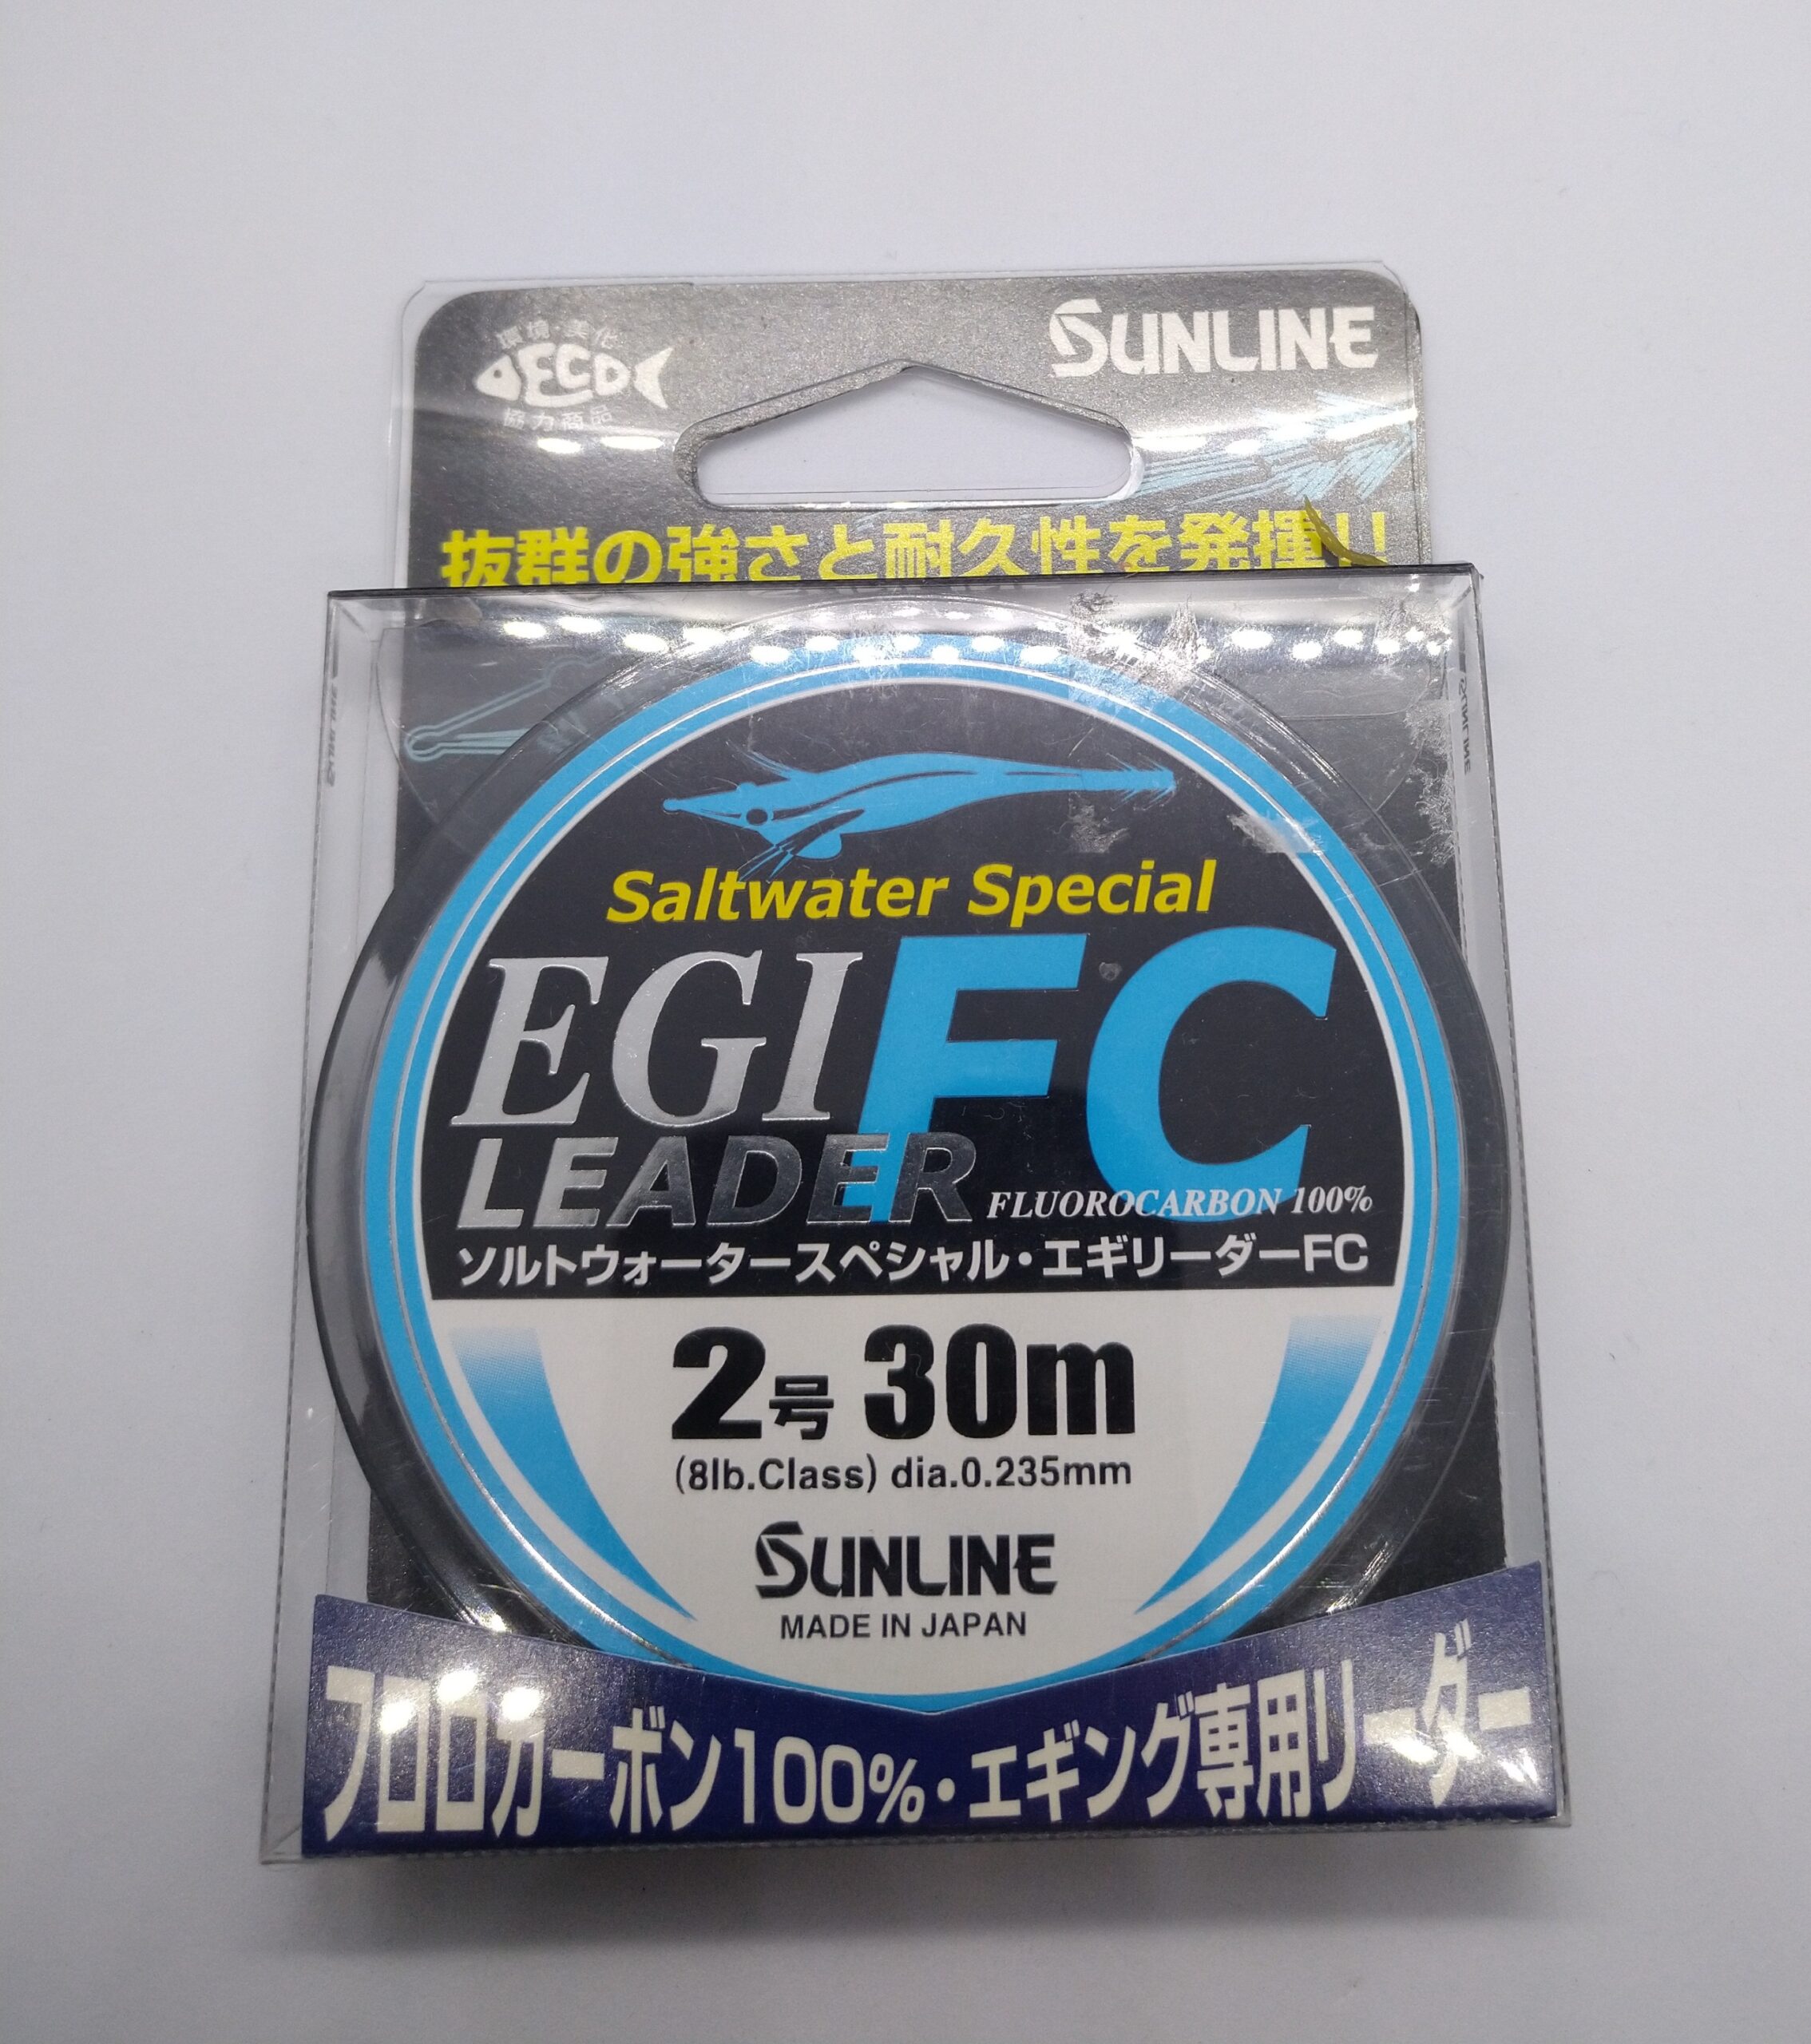 環境・美化
ECO
協力商品
SUNLINE
抜群の強さと耐久性を発揮!!
Saltwater Special
EGI FC
LEADER
FLUOROCARBON 100%
ソルトウォータースペシャル・エギリーダーFC
2号 30m
(8lb.Class) dia.0.235mm
SUNLINE
MADE IN JAPAN
フロロカーボン100%・エギング専用リーダー